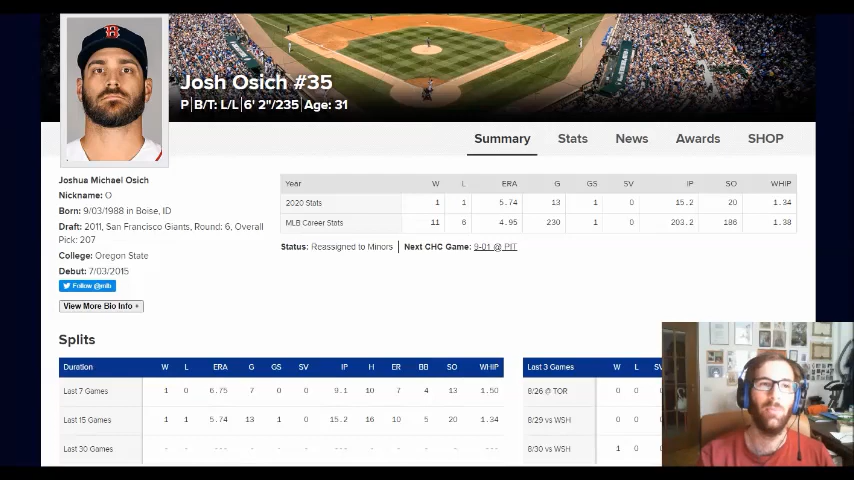 Josh Osich #35
P|B/T: L/L|6' 2"/235|Age: 31
Summary Stats News Awards SHOP
Joshua Michael Osich
Nickname: O
Born: 9/03/1988 in Boise, ID
Draft: 2011, San Francisco Giants, Round: 6, Overall
Pick: 207
College: Oregon State
Debut: 7/03/2015
Follow @mlb
View More Bio Info +
Year W L ERA G GS SV IP SO WHIP
2020 Stats 1 1 5.74 13 1 0 15.2 20 1.34
MLB Career Stats 11 6 4.95 230 1 0 203.2 186 1.38
Status: Reassigned to Minors | Next CHC Game: 9-01 @ PIT
Splits
Duration W L ERA G GS SV IP H ER BB SO WHIP
Last 7 Games 1 0 6.75 7 0 0 9.1 10 7 4 13 1.50
Last 15 Games 1 1 5.74 13 1 0 15.2 16 10 5 20 1.34
Last 30 Games - - -.-- - - - -.- - - - - -.--
Last 3 Games W L SV
8/26 @ TOR 0 0 0
8/29 vs WSH 0 0 0
8/30 vs WSH 1 0